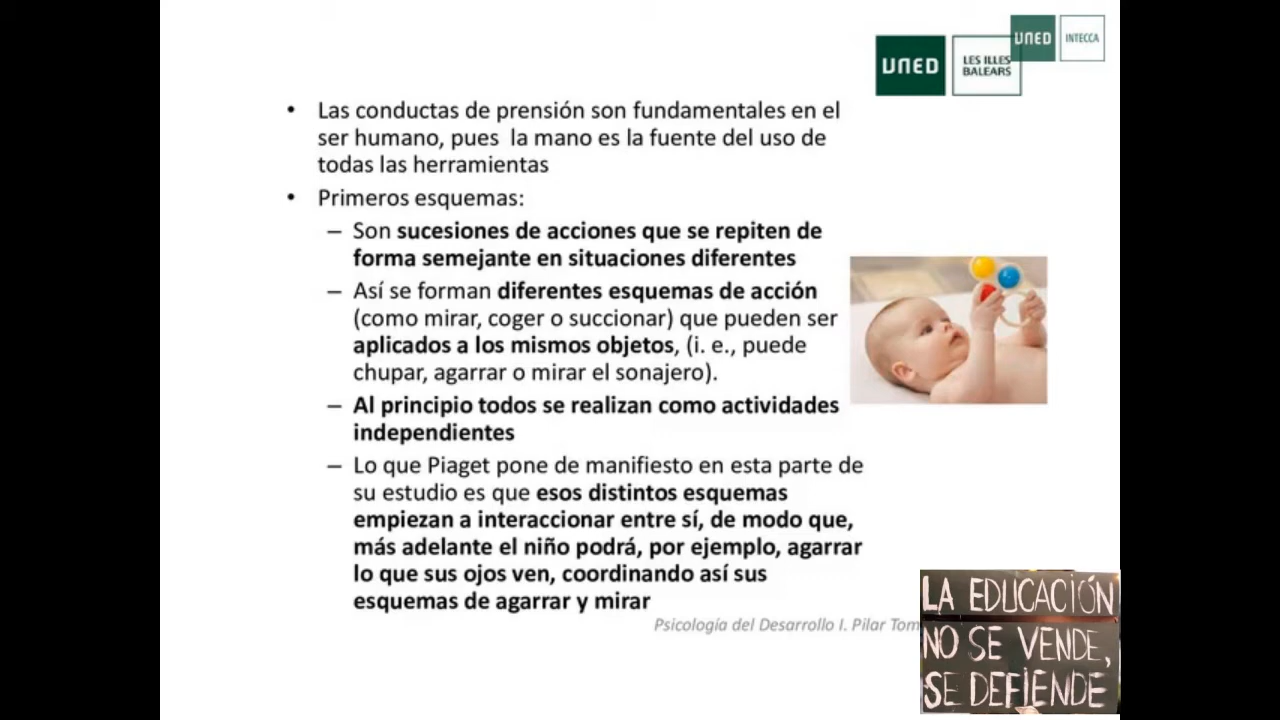 UNED
INTECCA
UNED
LES ILLES
BALEARS
• Las conductas de prensión son fundamentales en el
ser humano, pues la mano es la fuente del uso de
todas las herramientas
• Primeros esquemas:
– Son sucesiones de acciones que se repiten de
forma semejante en situaciones diferentes
– Así se forman diferentes esquemas de acción
(como mirar, coger o succionar) que pueden ser
aplicados a los mismos objetos, (i. e., puede
chupar, agarrar o mirar el sonajero).
– Al principio todos se realizan como actividades
independientes
– Lo que Piaget pone de manifiesto en esta parte de
su estudio es que esos distintos esquemas
empiezan a interaccionar entre sí, de modo que,
más adelante el niño podrá, por ejemplo, agarrar
lo que sus ojos ven, coordinando así sus
esquemas de agarrar y mirar
Psicología del Desarrollo I. Pilar Tom
LA EDUCACIÓN
NO SE VENDE,
SE DEFIENDE